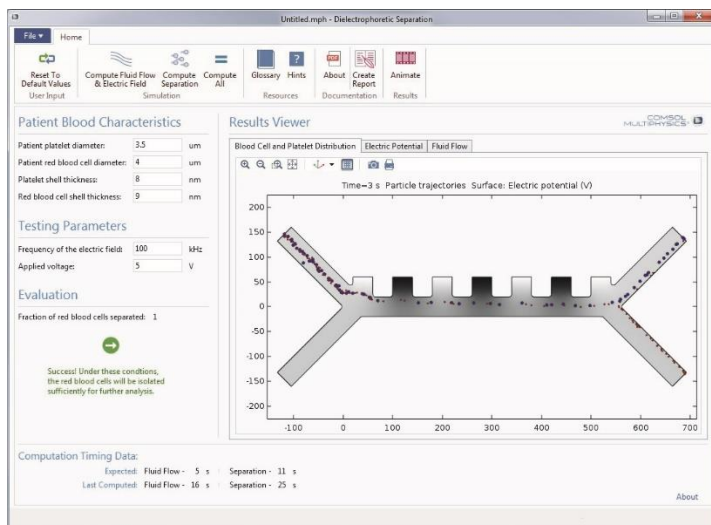 Untitled.mph - Dielectrophoretic Separation
File Home
Reset To Default Values
Compute Fluid Flow & Electric Field
Compute Separation
Compute All
Glossary
Hints
About
Create Report
Animate
User Input
Simulation
Resources
Documentation
Results
Patient Blood Characteristics
Patient platelet diameter: 3.5 um
Patient red blood cell diameter: 4 um
Platelet shell thickness: 8 nm
Red blood cell shell thickness: 9 nm
Testing Parameters
Frequency of the electric field: 100 kHz
Applied voltage: 5 V
Evaluation
Fraction of red blood cells separated: 1
Success! Under these condtions,
the red blood cells will be isolated
sufficiently for further analysis.
Results Viewer
COMSOL
MULTIPHYSICS
Blood Cell and Platelet Distribution Electric Potential Fluid Flow
Time=3 s Particle trajectories Surface: Electric potential (V)
200
150
100
50
0
-50
-100
-150
-200
-100 0 100 200 300 400 500 600 700
Computation Timing Data:
Expected: Fluid Flow - 5 s Separation - 11 s
Last Computed: Fluid Flow - 16 s Separation - 25 s
About